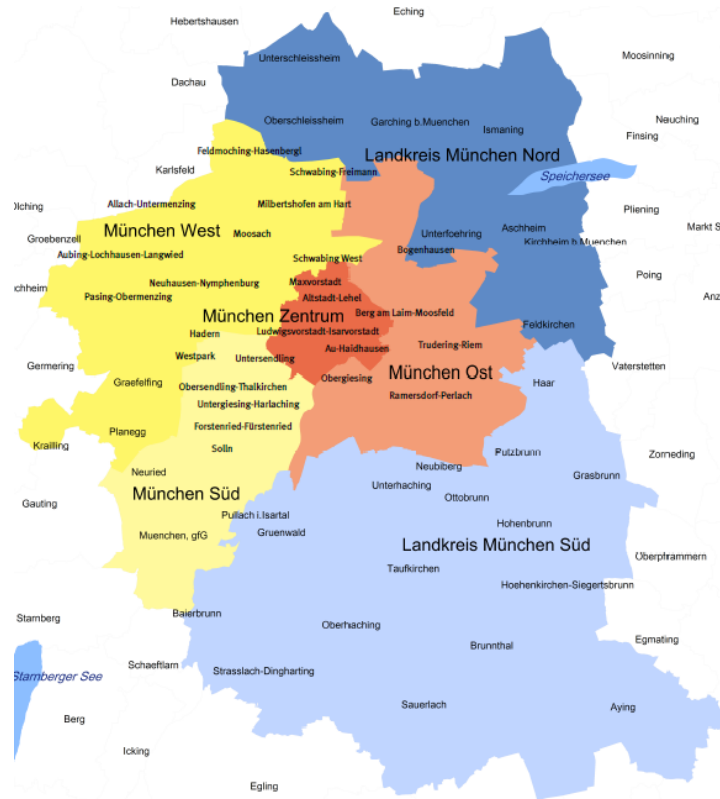 Eching
Hebertshausen
Unterschleissheim
Moosinning
Dachau
Oberschleissheim
Garching b.Muenchen
Ismaning
Neuching
Finsing
Feldmoching-Hasenbergl
Landkreis München Nord
Karlsfeld
Schwabing-Freimann
Speichersee
Ölching
Allach-Untermenzing
Milbertshofen am Hart
Pliening
München West
Moosach
Unterfoehring
Aschheim
Markt S
Groebenzell
Kirchheim b.Muenchen
Aubing-Lochhausen-Langwied
Schwabing West
Bogenhausen
Poing
chheim
Neuhausen-Nymphenburg
Maxvorstadt
Pasing-Obermenzing
Altstadt-Lehel
Anz
München Zentrum
Berg am Laim-Moosfeld
Feldkirchen
Hadern
Ludwigsvorstadt-Isarvorstadt
Westpark
Untersendling
Au-Haidhausen
Trudering-Riem
Germering
Vaterstetten
München Ost
Graefelfing
Obersendling-Thalkirchen
Obergiesing
Haar
Ramersdorf-Perlach
Untergiesing-Harlaching
Planegg
Forstenried-Fürstenried
Krailling
Solln
Putzbrunn
Zorneding
Neuried
Neubiberg
Grasbrunn
Unterhaching
München Süd
Ottobrunn
Gauting
Pullach i.Isartal
Hohenbrunn
Muenchen, gfG
Gruenwald
Landkreis München Süd
Überpframmern
Taufkirchen
Hoehenkirchen-Siegertsbrunn
Starnberg
Baierbrunn
Oberhaching
Egmating
Brunnthal
Schaeftlarn
Strasslach-Dingharting
Starnberger See
Sauerlach
Aying
Berg
Icking
Egling